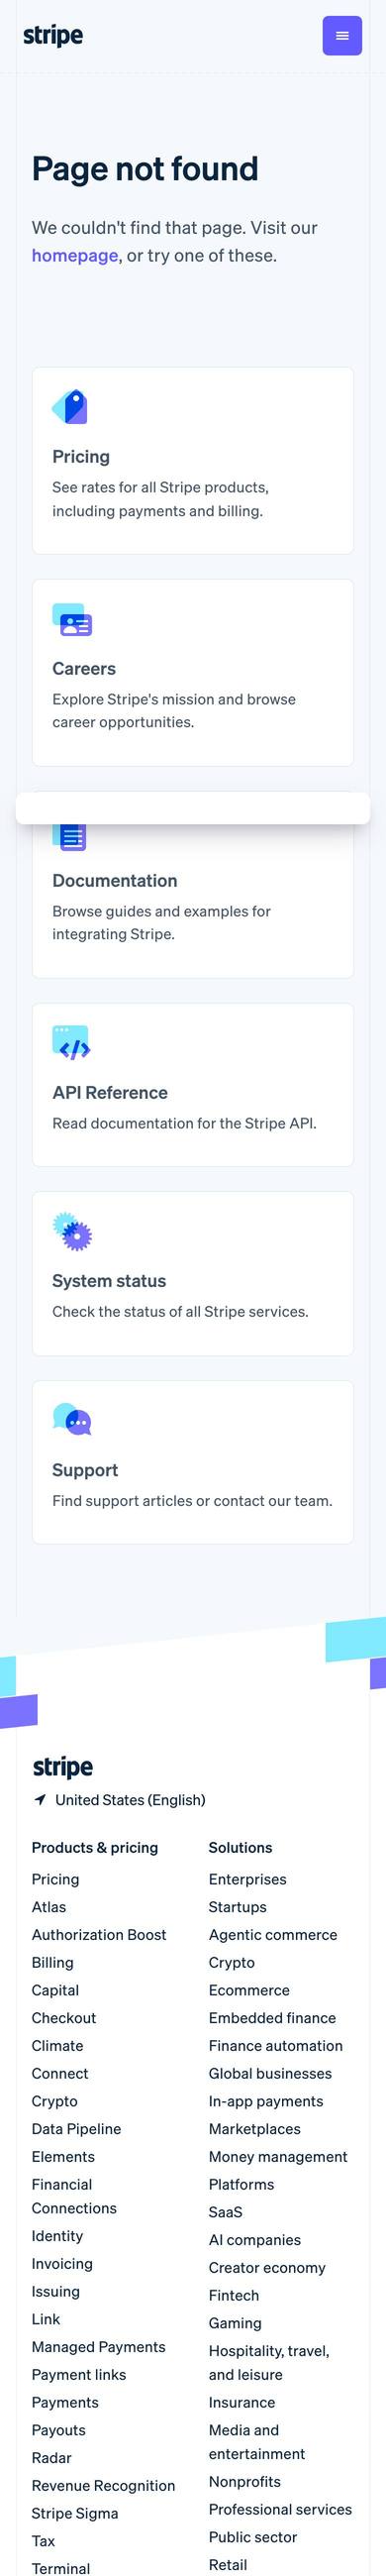 stripe
Page not found
We couldn't find that page. Visit our
homepage, or try one of these.
Pricing
See rates for all Stripe products,
including payments and billing.
Careers
Explore Stripe's mission and browse
career opportunities.
Documentation
Browse guides and examples for
integrating Stripe.
API Reference
Read documentation for the Stripe API.
System status
Check the status of all Stripe services.
Support
Find support articles or contact our team.
stripe
United States (English)
Products & pricing
Pricing
Atlas
Authorization Boost
Billing
Capital
Checkout
Climate
Connect
Crypto
Data Pipeline
Elements
Financial
Connections
Identity
Invoicing
Issuing
Link
Managed Payments
Payment links
Payments
Payouts
Radar
Revenue Recognition
Stripe Sigma
Tax
Terminal
Solutions
Enterprises
Startups
Agentic commerce
Crypto
Ecommerce
Embedded finance
Finance automation
Global businesses
In-app payments
Marketplaces
Money management
Platforms
SaaS
AI companies
Creator economy
Fintech
Gaming
Hospitality, travel,
and leisure
Insurance
Media and
entertainment
Nonprofits
Professional services
Public sector
Retail